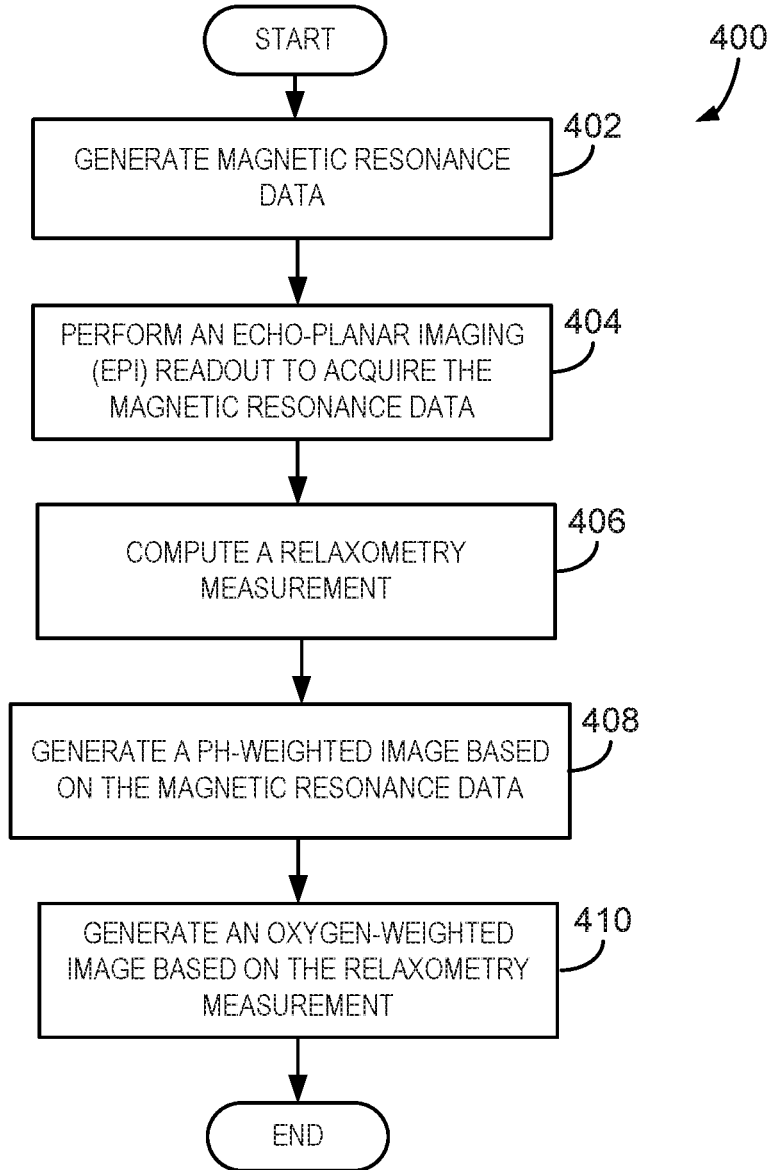 START
400
402
GENERATE MAGNETIC RESONANCE
DATA
404
PERFORM AN ECHO-PLANAR IMAGING
(EPI) READOUT TO ACQUIRE THE
MAGNETIC RESONANCE DATA
406
COMPUTE A RELAXOMETRY
MEASUREMENT
408
GENERATE A PH-WEIGHTED IMAGE BASED
ON THE MAGNETIC RESONANCE DATA
410
GENERATE AN OXYGEN-WEIGHTED
IMAGE BASED ON THE RELAXOMETRY
MEASUREMENT
END